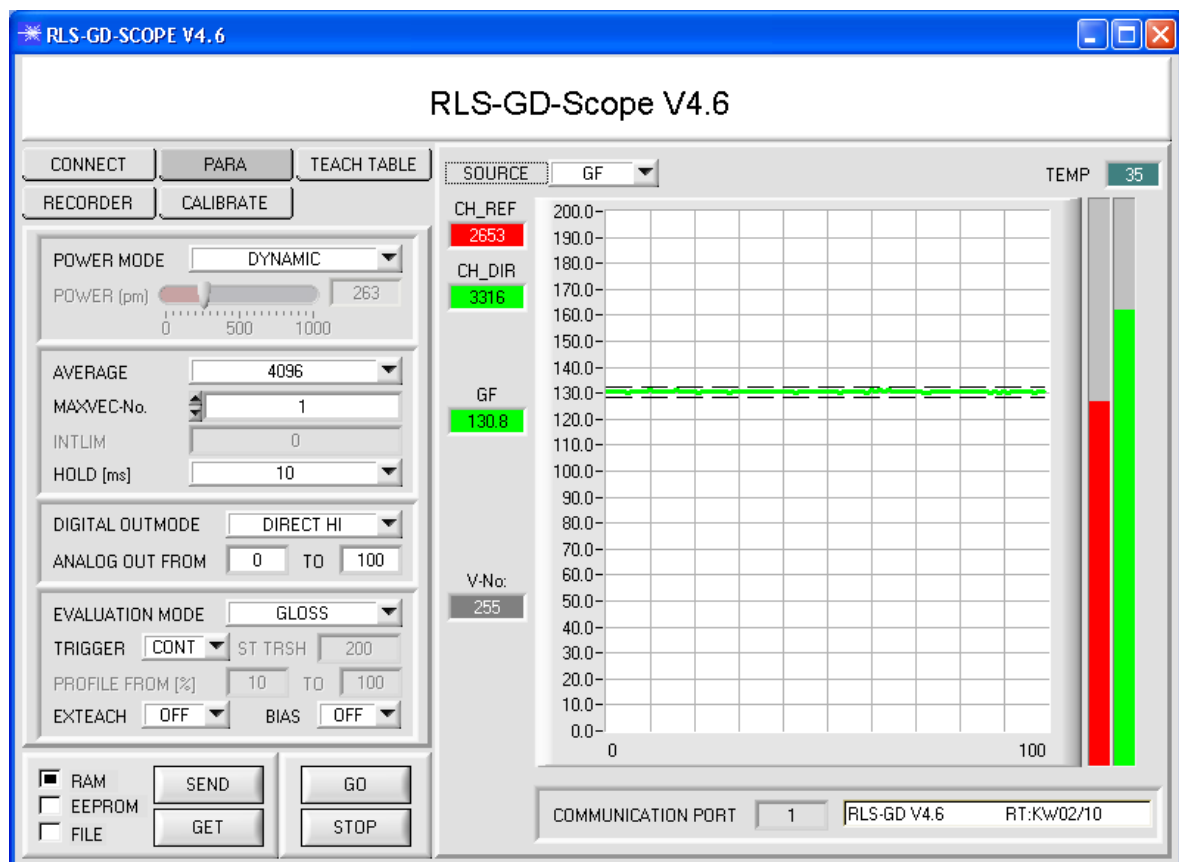 RLS-GD-SCOPE V4.6
RLS-GD-Scope V4.6
CONNECT PARA TEACH TABLE
RECORDER CALIBRATE
POWER MODE DYNAMIC
POWER (pm) 263
0 500 1000
AVERAGE 4096
MAXVEC-No. 1
INTLIM 0
HOLD [ms] 10
DIGITAL OUTMODE DIRECT HI
ANALOG OUT FROM 0 TO 100
EVALUATION MODE GLOSS
TRIGGER CONT ST TRSH 200
PROFILE FROM [%] 10 TO 100
EXTEACH OFF BIAS OFF
RAM
EEPROM
FILE
SEND
GET
GO
STOP
SOURCE GF
TEMP 35
CH_REF
2653
CH_DIR
3316
GF
130.8
V-No:
255
200.0
190.0
180.0
170.0
160.0
150.0
140.0
130.0
120.0
110.0
100.0
90.0
80.0
70.0
60.0
50.0
40.0
30.0
20.0
10.0
0.0
0 100
COMMUNICATION PORT 1 RLS-GD V4.6 RT:KW02/10